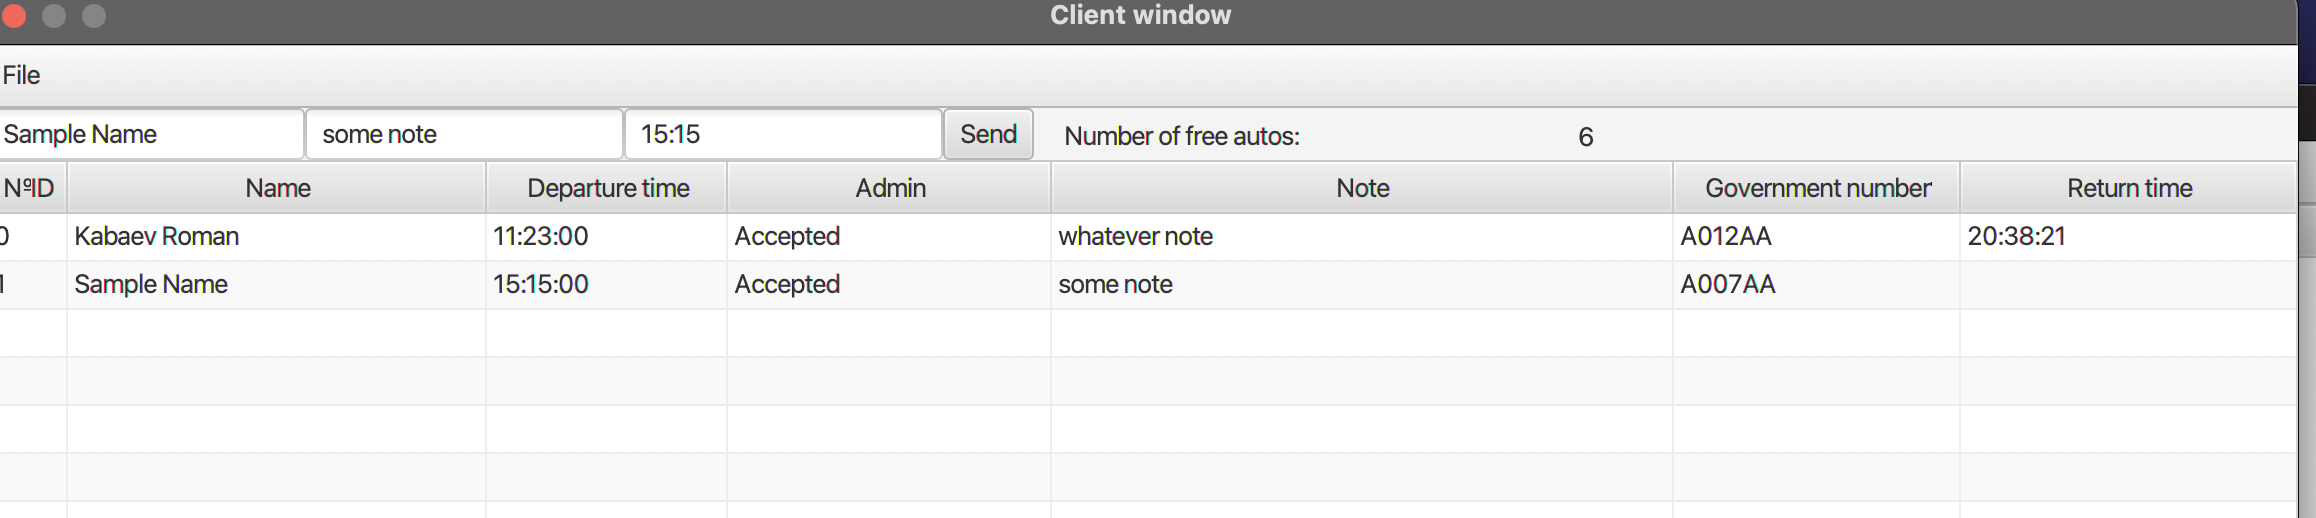 Client window
File
Sample Name some note 15:15 Send Number of free autos: 6
NºID Name Departure time Admin Note Government number Return time
0 Kabaev Roman 11:23:00 Accepted whatever note A012AA 20:38:21
1 Sample Name 15:15:00 Accepted some note A007AA